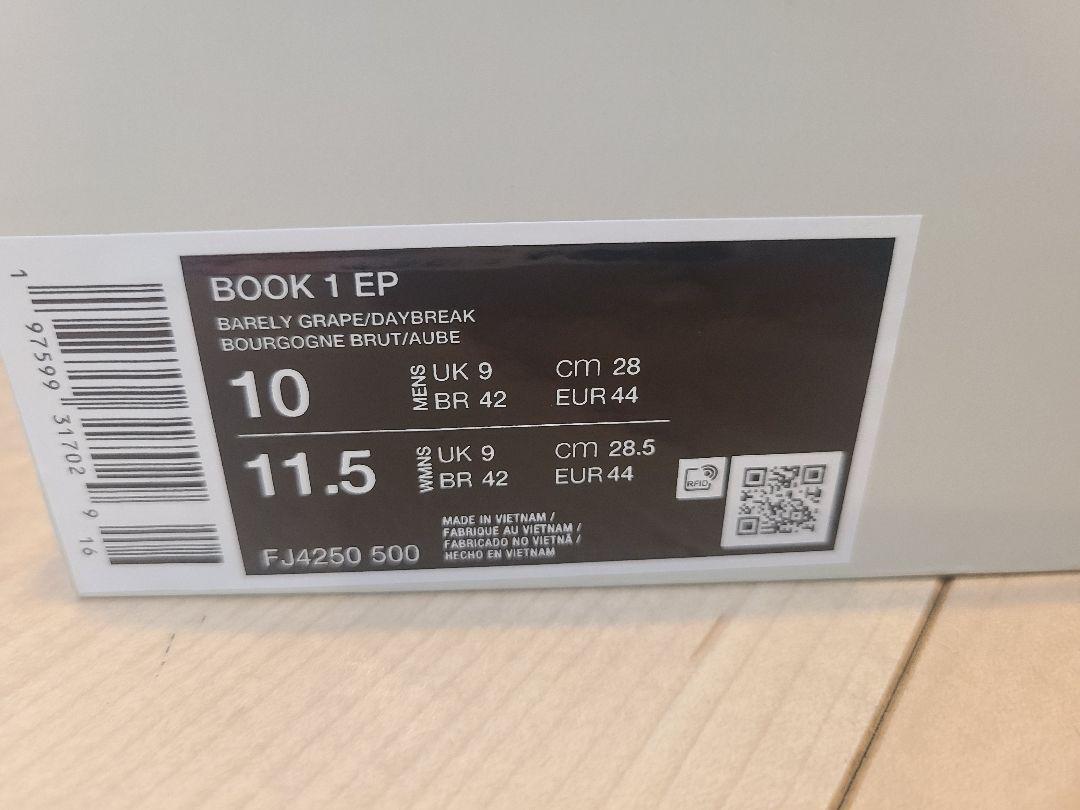 BOOK 1 EP
BARELY GRAPE/DAYBREAK
BOURGOGNE BRUT/AUBE
10 MENS UK 9 cm 28
BR 42 EUR 44
11.5 WMNS UK 9 cm 28.5
BR 42 EUR 44
RFID
MADE IN VIETNAM /
FABRIQUE AU VIETNAM /
FABRICADO NO VIETNÃ /
HECHO EN VIETNAM
FJ4250 500
1 97599 31702 9 16